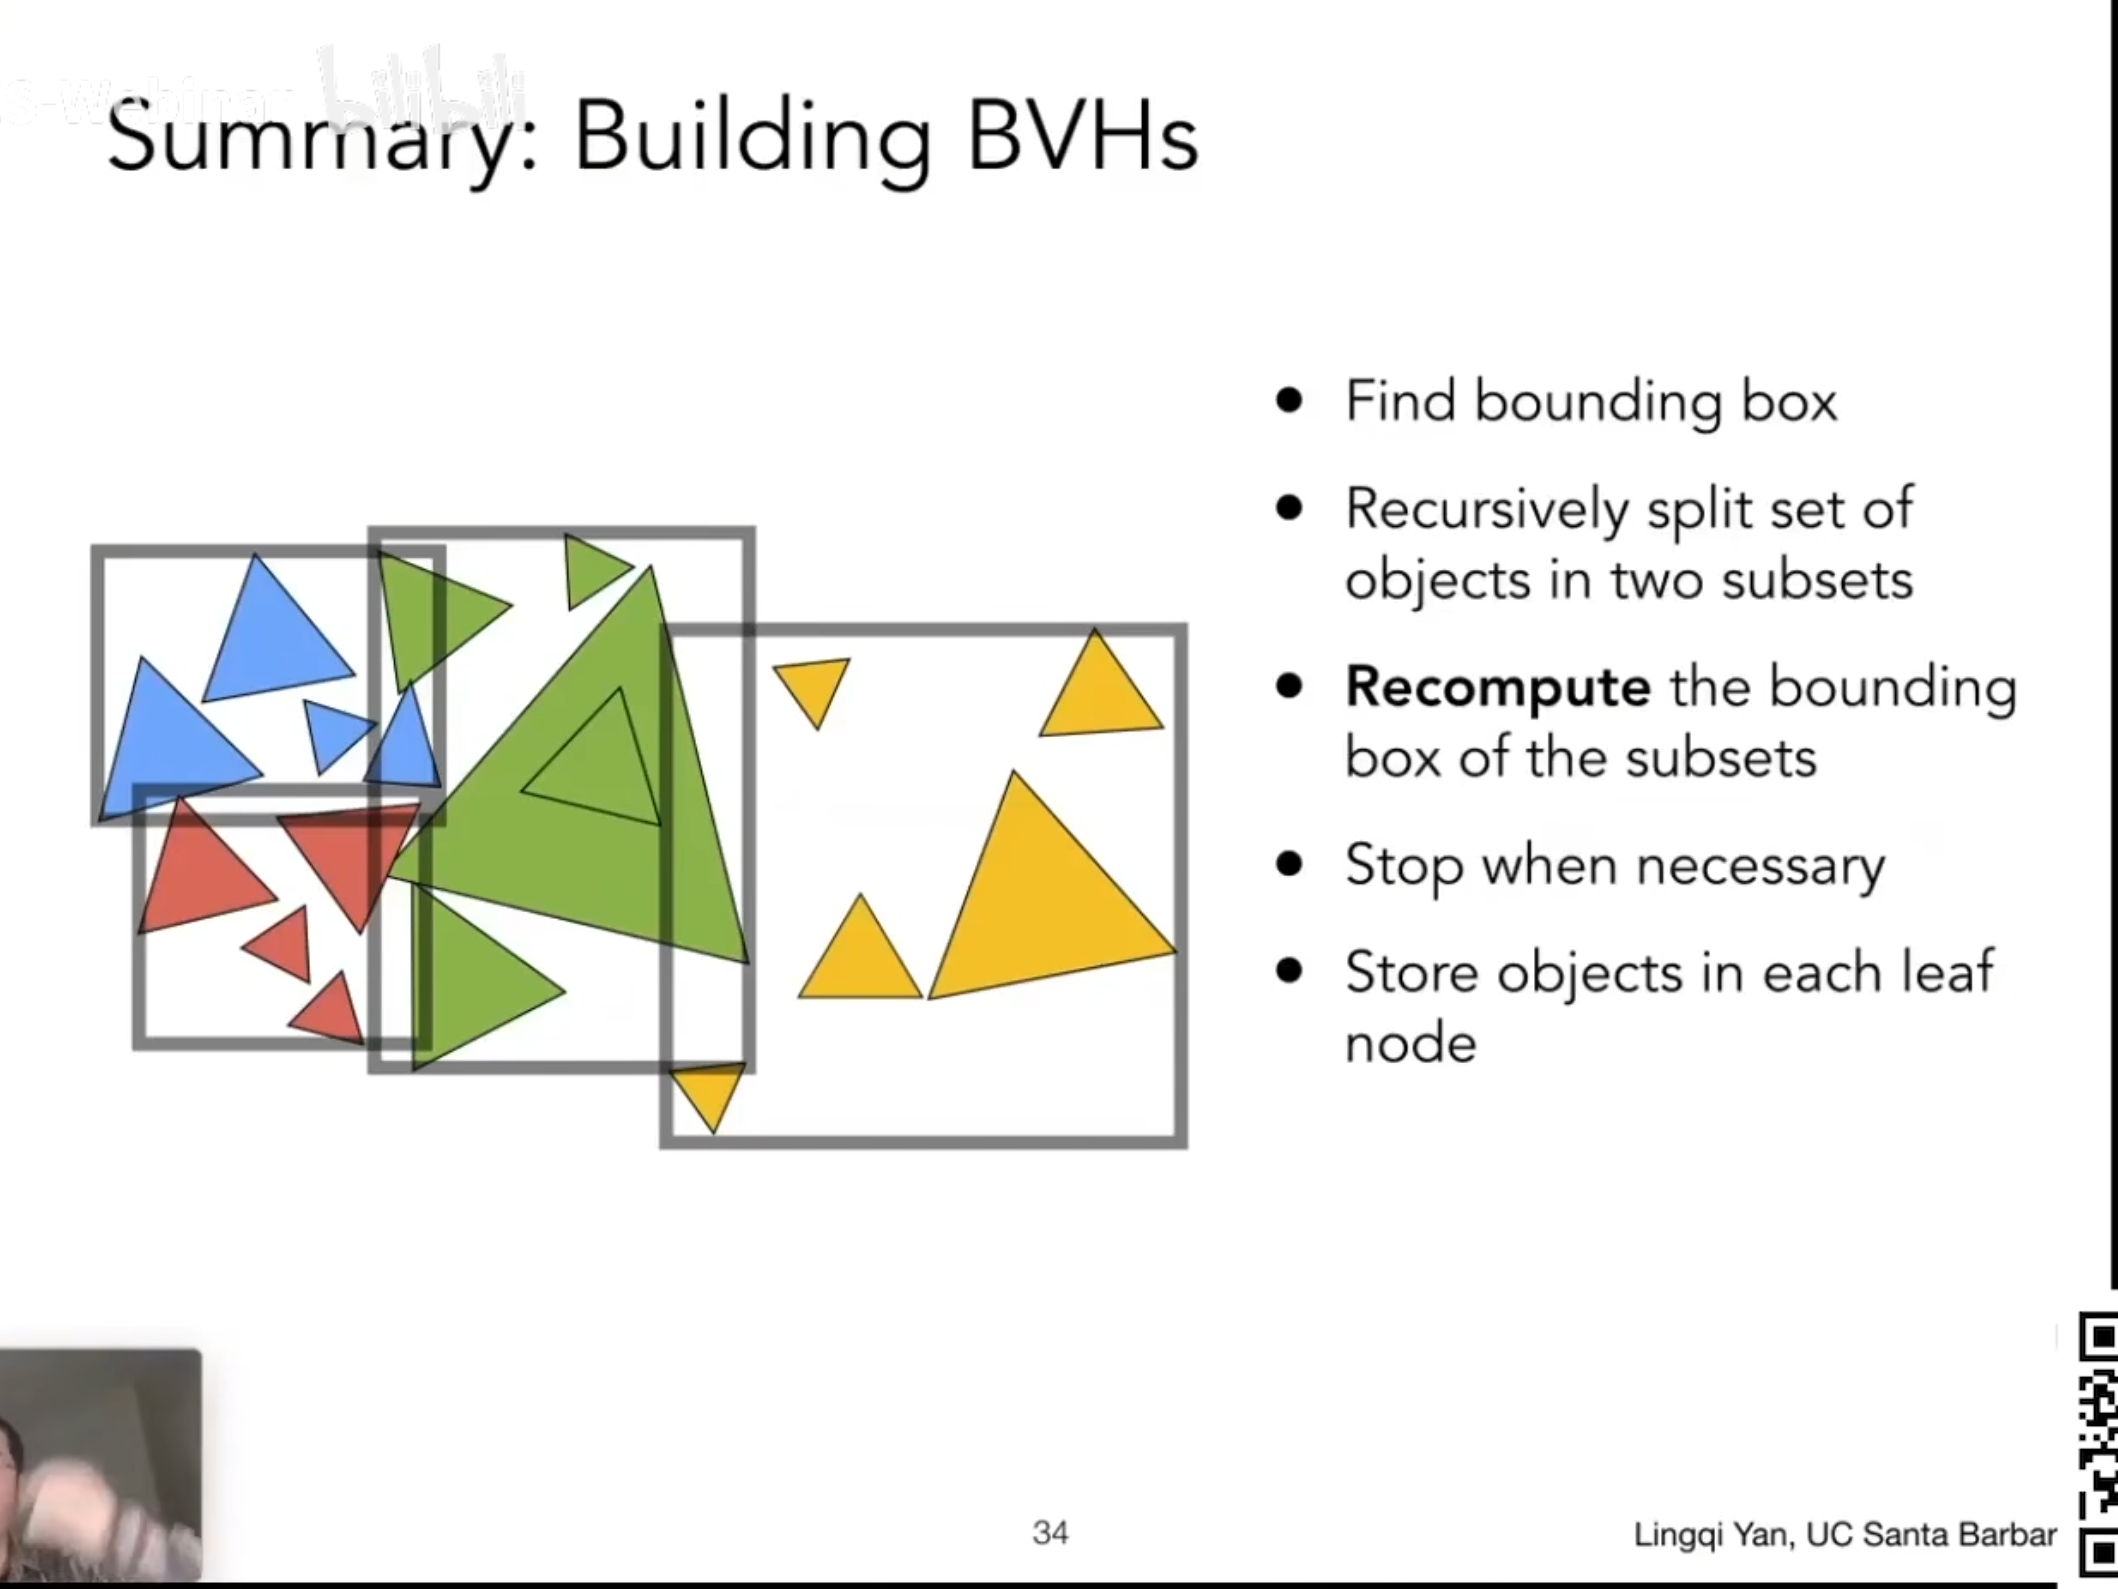 S-Webinar bilibili
Summary: Building BVHs
● Find bounding box
● Recursively split set of
objects in two subsets
● Recompute the bounding
box of the subsets
● Stop when necessary
● Store objects in each leaf
node
34
Lingqi Yan, UC Santa Barbar